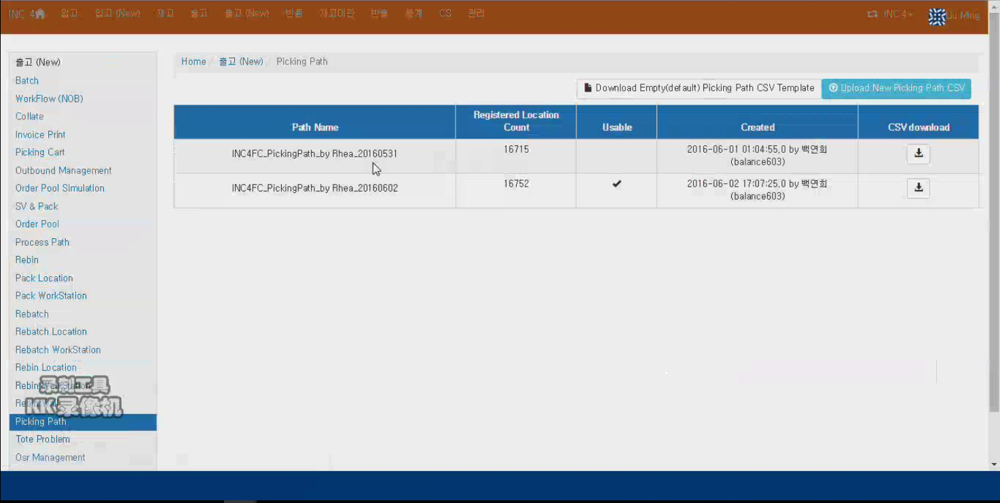 INC 4 입고 입고 (New) 재고 출고 출고 (New) 반품 재고이관 반출 통계 CS 관리 INC 4 Liu Ming
출고 (New)
Batch
WorkFlow (NOB)
Collate
Invoice Print
Picking Cart
Outbound Management
Order Pool Simulation
SV & Pack
Order Pool
Process Path
Rebin
Pack Location
Pack WorkStation
Rebatch
Rebatch Location
Rebatch WorkStation
Rebin Location
Rebin WorkStation
Rebin Wall
录制工具
KK录像机
Picking Path
Tote Problem
Osr Management
Home / 출고 (New) / Picking Path
Download Empty(default) Picking Path CSV Template Upload New Picking Path CSV
Path Name Registered Location Count Usable Created CSV download
INC4FC_PickingPath_by Rhea_20160531 16715 2016-06-01 01:04:55.0 by 백연희
(balance603)
INC4FC_PickingPath_by Rhea_20160602 16752 2016-06-02 17:07:25.0 by 백연희
(balance603)